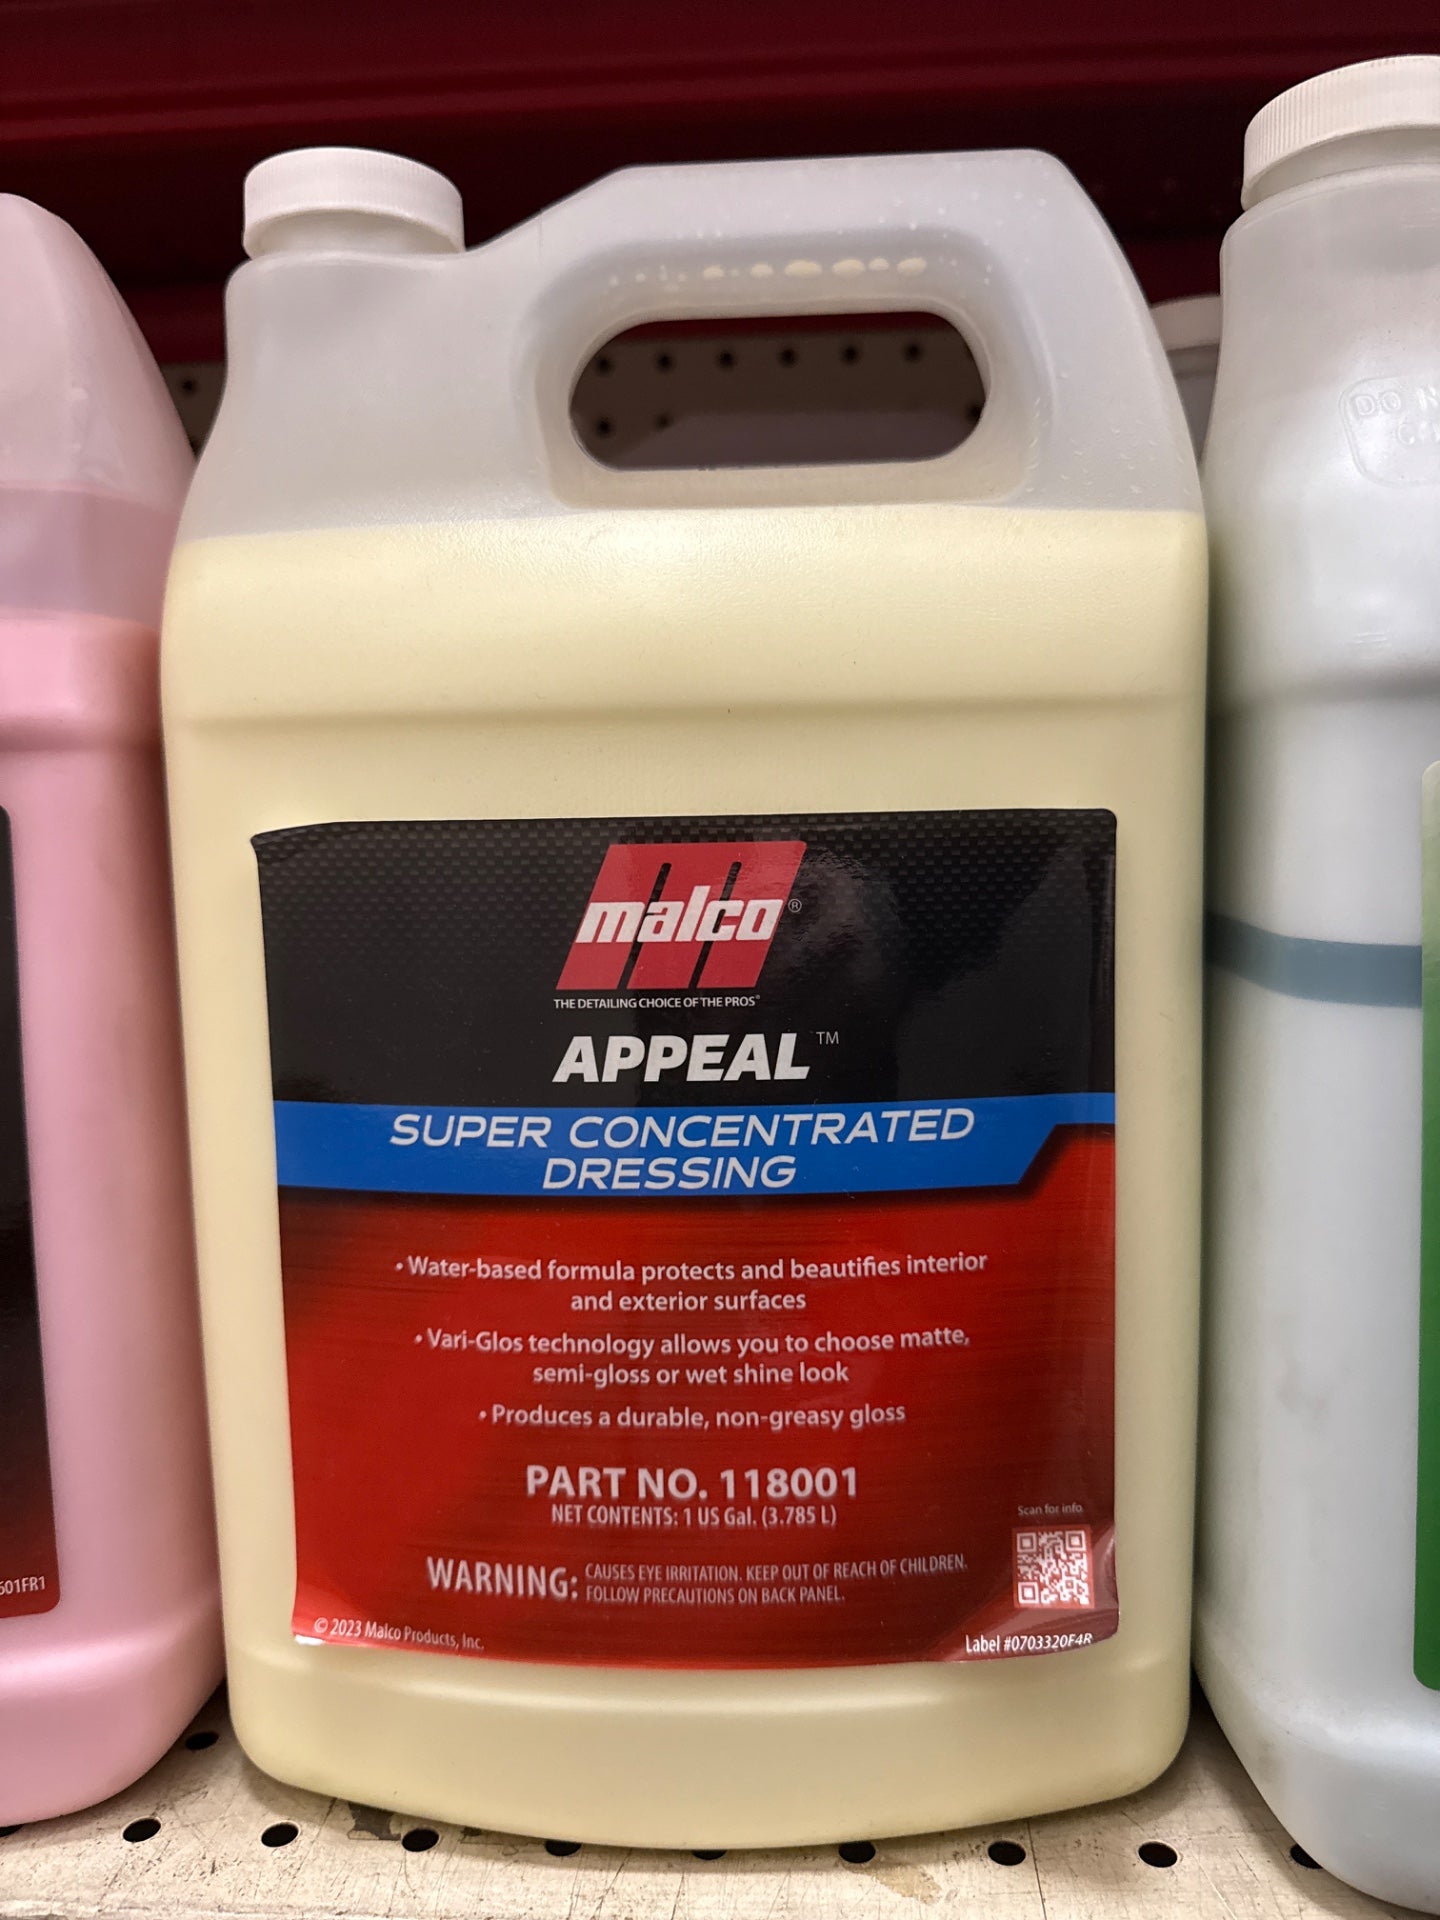 malco®
THE DETAILING CHOICE OF THE PROS®
APPEAL™
SUPER CONCENTRATED
DRESSING
• Water-based formula protects and beautifies interior
and exterior surfaces
• Vari-Glos technology allows you to choose matte,
semi-gloss or wet shine look
• Produces a durable, non-greasy gloss
PART NO. 118001
NET CONTENTS: 1 US Gal. (3.785 L)
Scan for info
WARNING: CAUSES EYE IRRITATION. KEEP OUT OF REACH OF CHILDREN.
FOLLOW PRECAUTIONS ON BACK PANEL.
© 2023 Malco Products, Inc.
Label #0703320F4R
601FR1
DO N